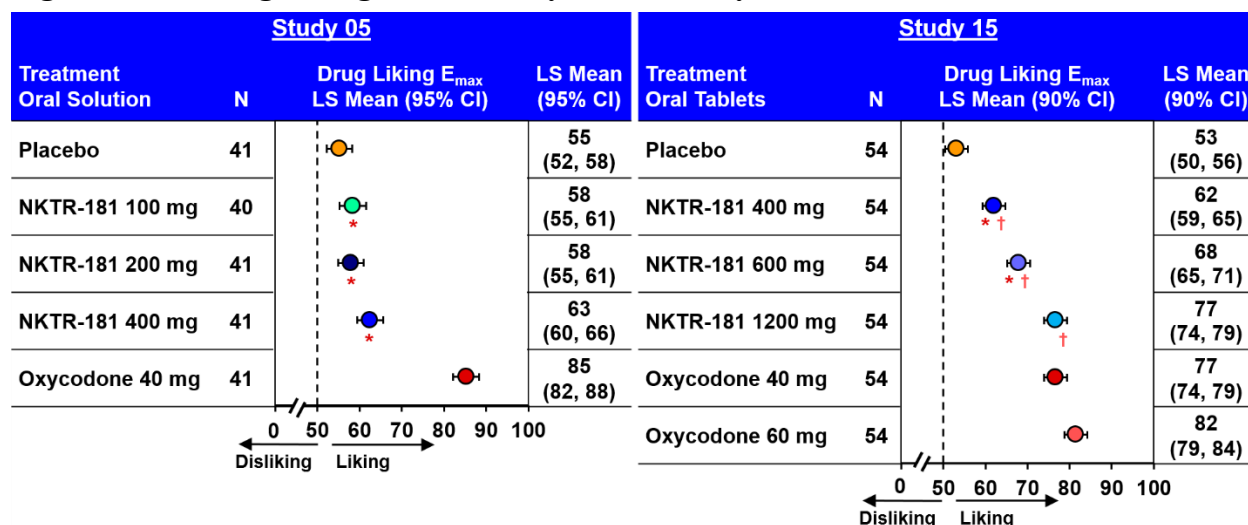 Study 05
Treatment
Oral Solution
N
Drug Liking Emax
LS Mean (95% CI)
LS Mean
(95% CI)
Placebo 41 55
(52, 58)
NKTR-181 100 mg 40 58
(55, 61)
*
NKTR-181 200 mg 41 58
(55, 61)
*
NKTR-181 400 mg 41 63
(60, 66)
*
Oxycodone 40 mg 41 85
(82, 88)
0 50 60 70 80 90 100
Disliking Liking
Study 15
Treatment
Oral Tablets
N
Drug Liking Emax
LS Mean (90% CI)
LS Mean
(90% CI)
Placebo 54 53
(50, 56)
NKTR-181 400 mg 54 62
(59, 65)
* †
NKTR-181 600 mg 54 68
(65, 71)
* †
NKTR-181 1200 mg 54 77
(74, 79)
†
Oxycodone 40 mg 54 77
(74, 79)
Oxycodone 60 mg 54 82
(79, 84)
0 50 60 70 80 90 100
Disliking Liking